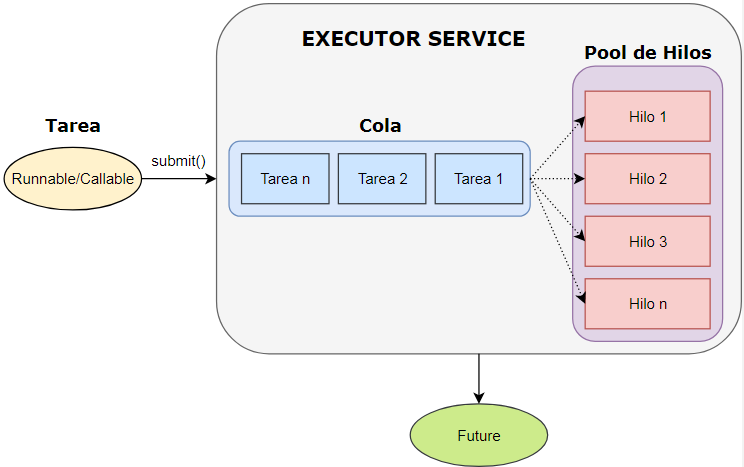 EXECUTOR SERVICE
Pool de Hilos
Tarea
Cola
Runnable/Callable
submit()
Tarea n
Tarea 2
Tarea 1
Hilo 1
Hilo 2
Hilo 3
Hilo n
Future